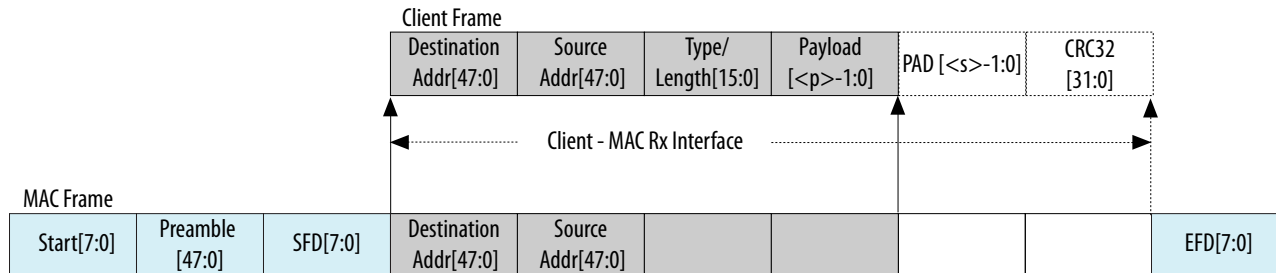 Client Frame
Destination
Addr[47:0]
Source
Addr[47:0]
Type/
Length[15:0]
Payload
[<p>-1:0]
PAD [<s>-1:0]
CRC32
[31:0]
Client - MAC Rx Interface
MAC Frame
Start[7:0]
Preamble
[47:0]
SFD[7:0]
Destination
Addr[47:0]
Source
Addr[47:0]
EFD[7:0]